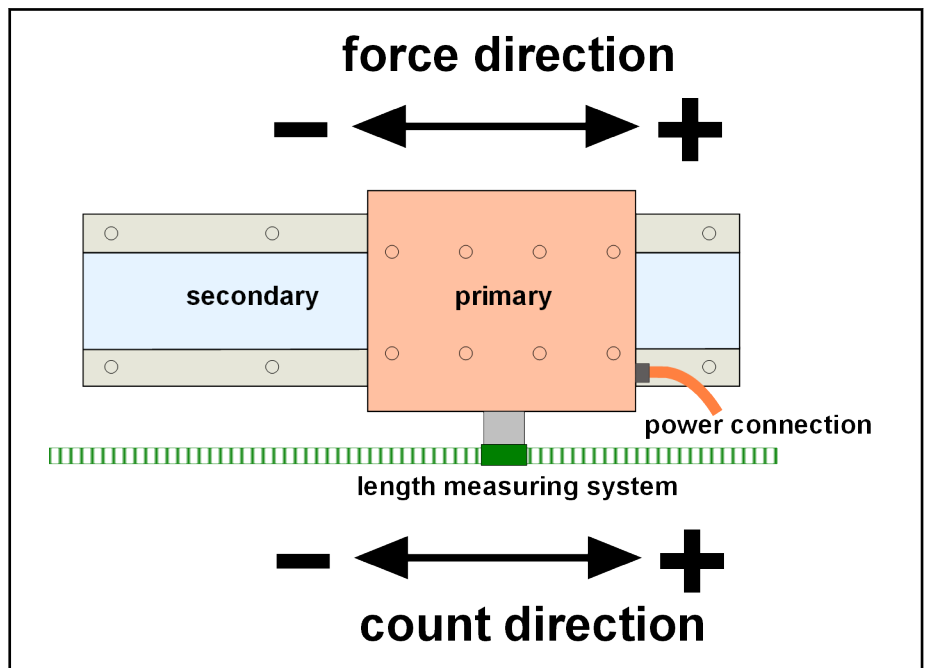 force direction
− +
secondary
primary
power connection
length measuring system
− +
count direction